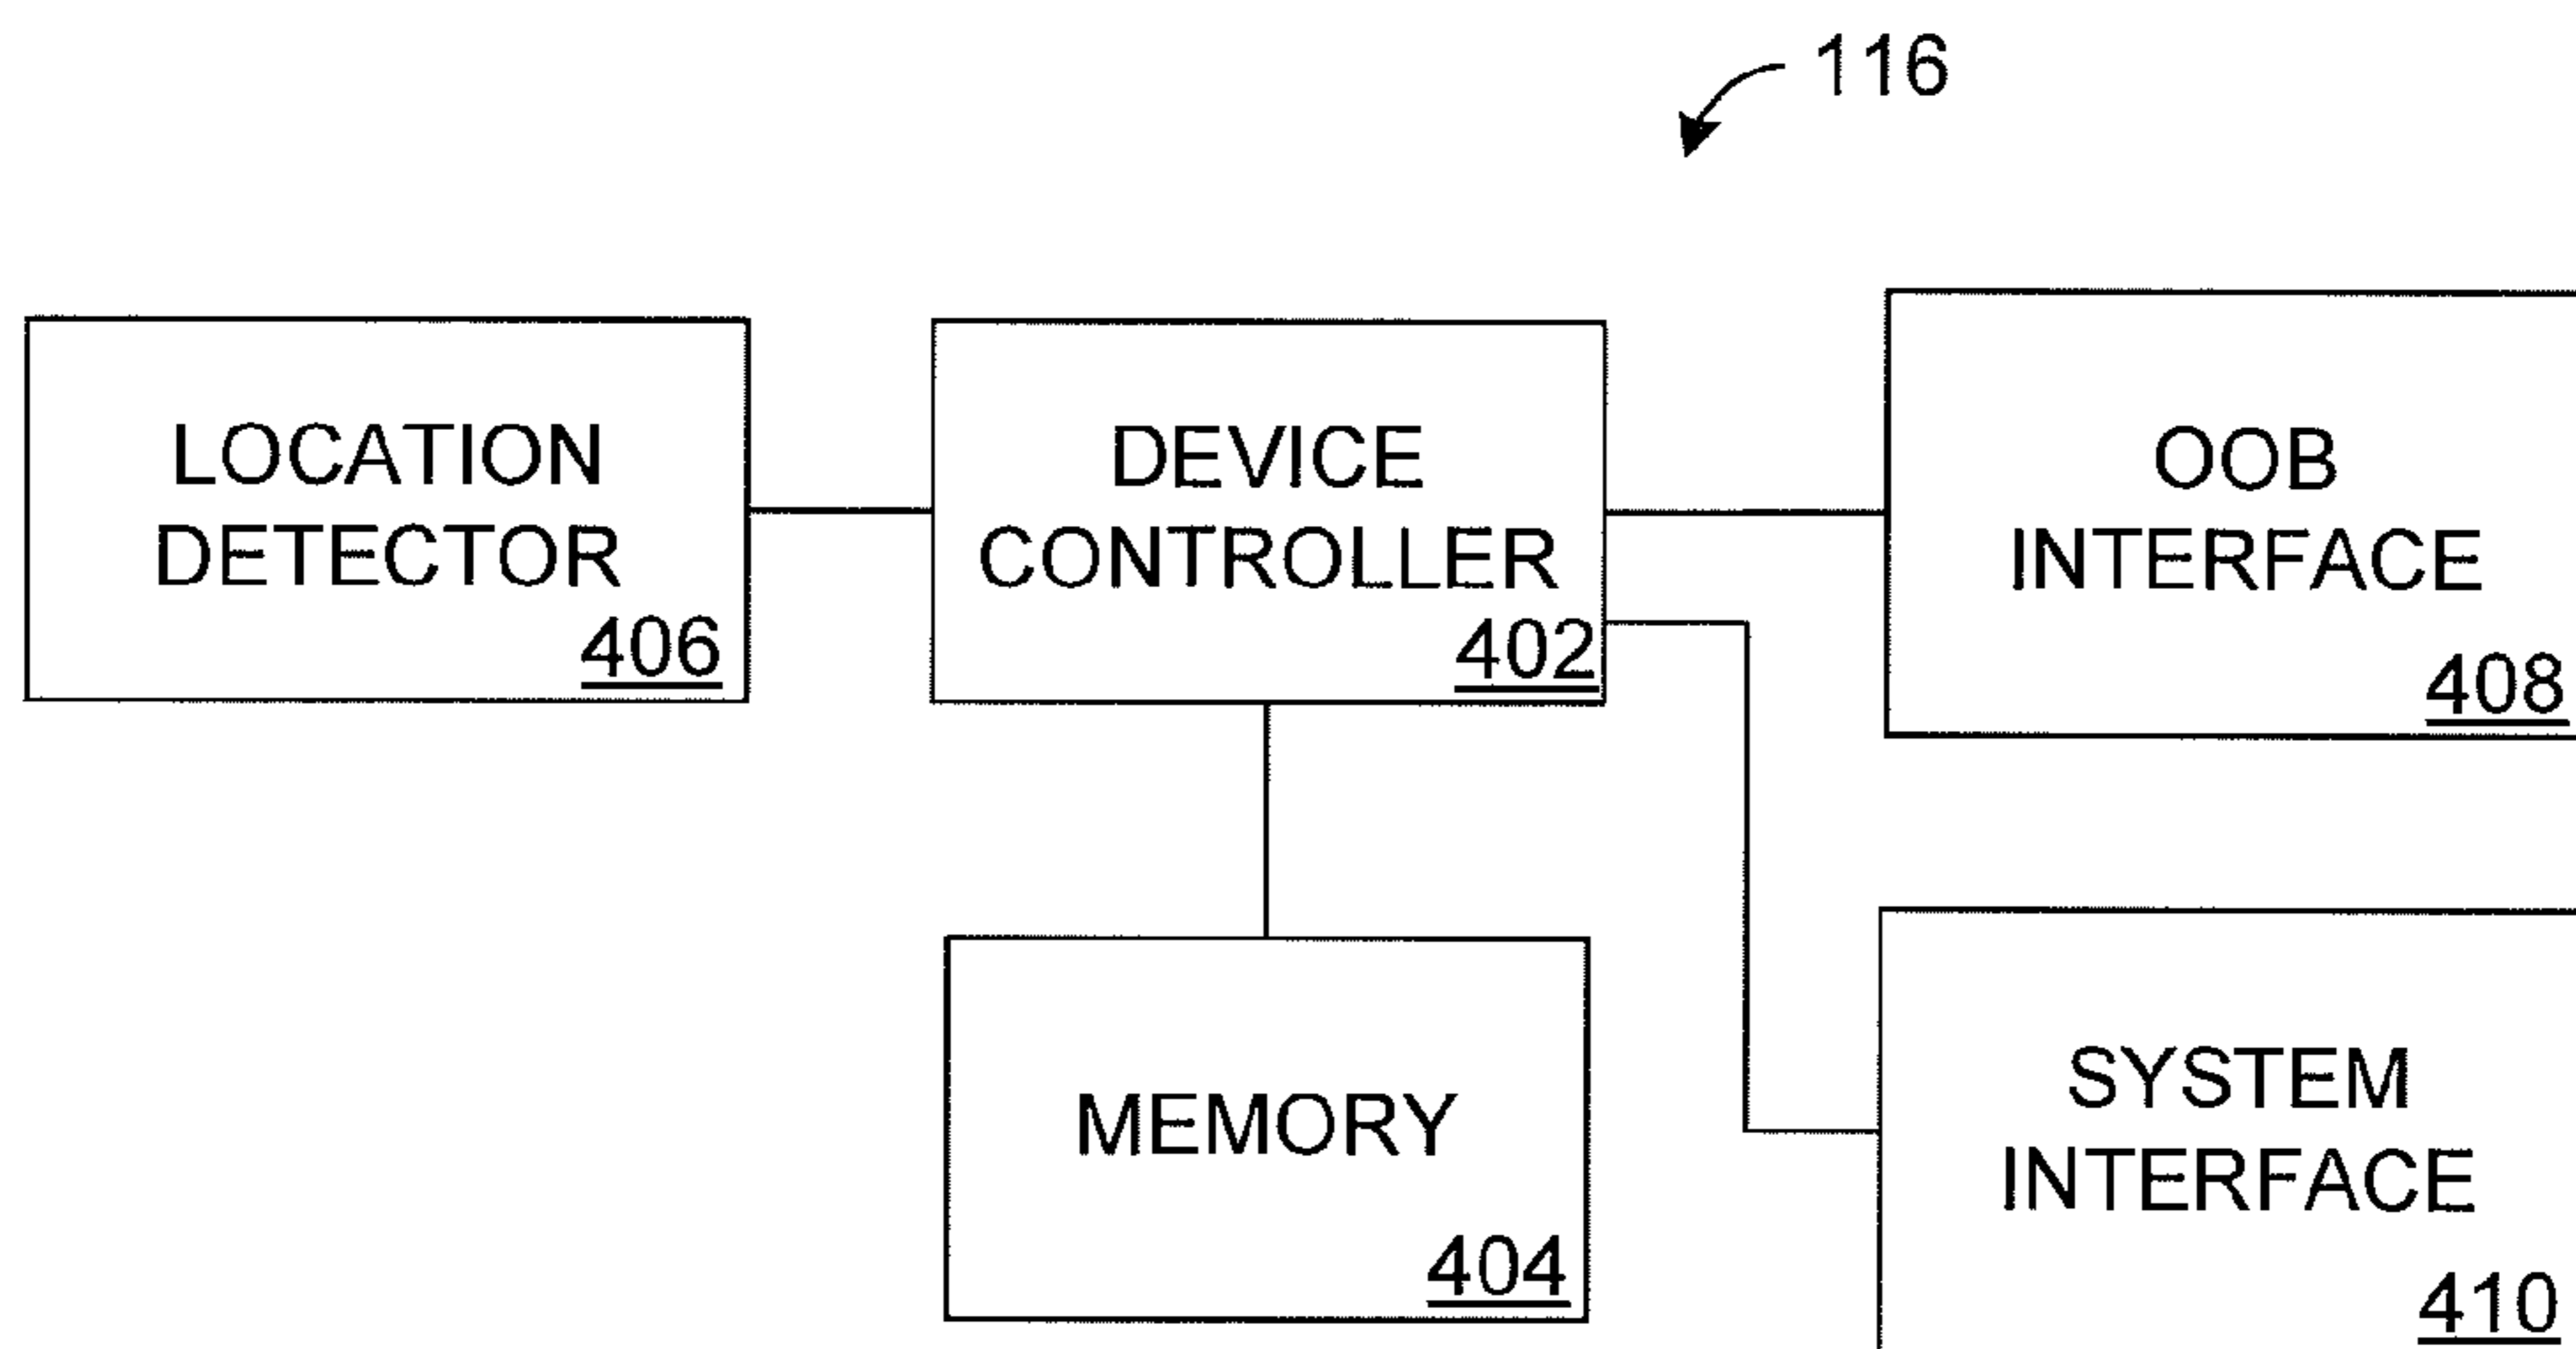 116
LOCATION
DETECTOR
406
DEVICE
CONTROLLER
402
OOB
INTERFACE
408
MEMORY
404
SYSTEM
INTERFACE
410